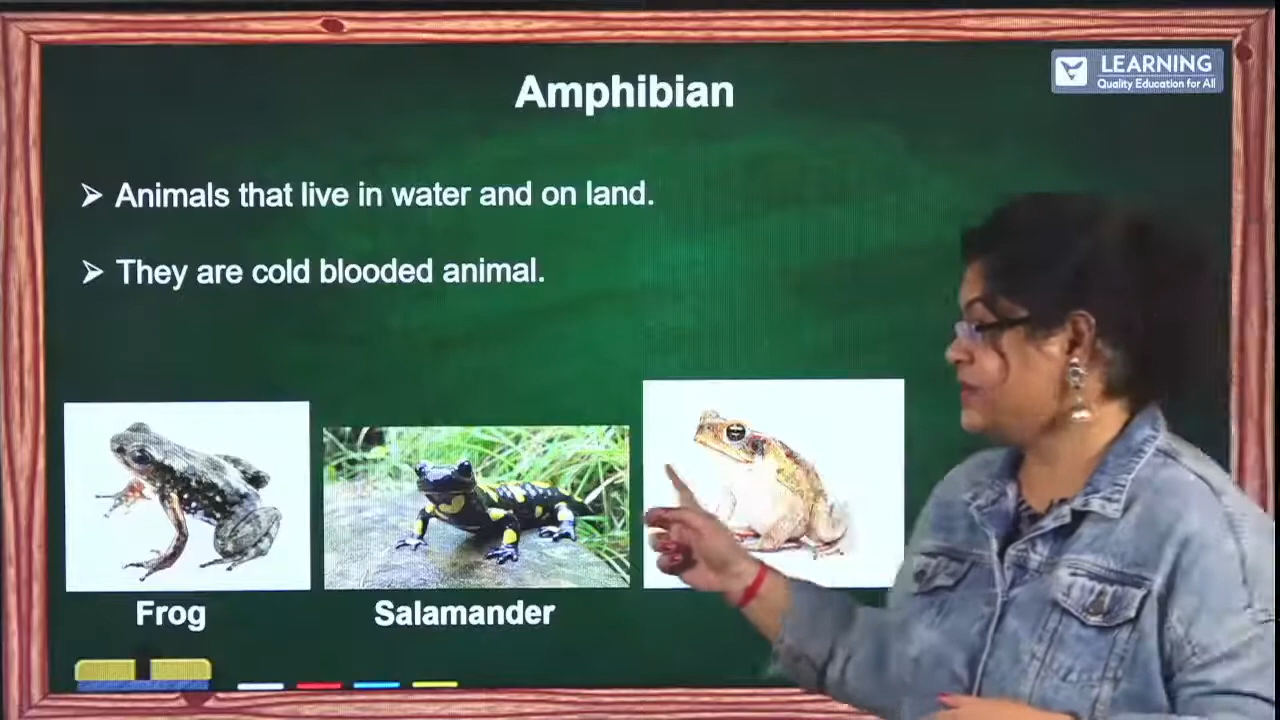 LEARNING
Quality Education for All
Amphibian
➢ Animals that live in water and on land.
➢ They are cold blooded animal.
Frog
Salamander